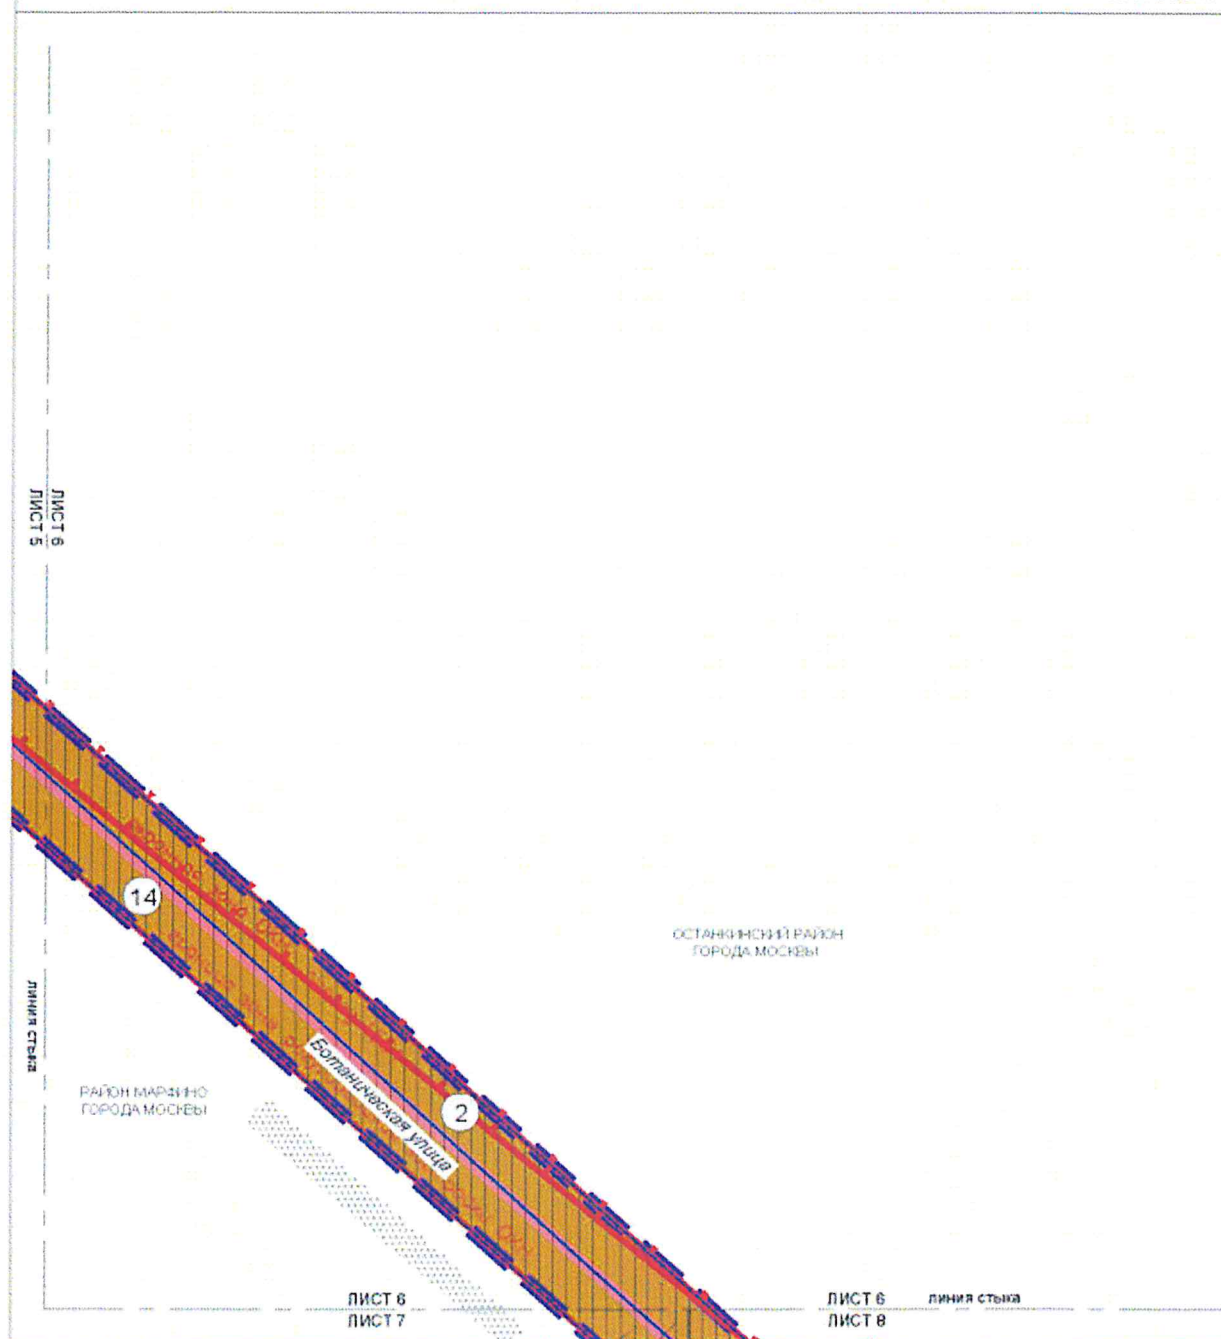 ЛИСТ 6
ЛИСТ 5
14
ОСТАНКИНСКИЙ РАЙОН
ГОРОДА МОСКВЫ
линия стыка
РАЙОН МАРФИНО
ГОРОДА МОСКВЫ
Ботаническая улица
2
ЛИСТ 6
ЛИСТ 7
ЛИСТ 6
линия стыка
ЛИСТ 8